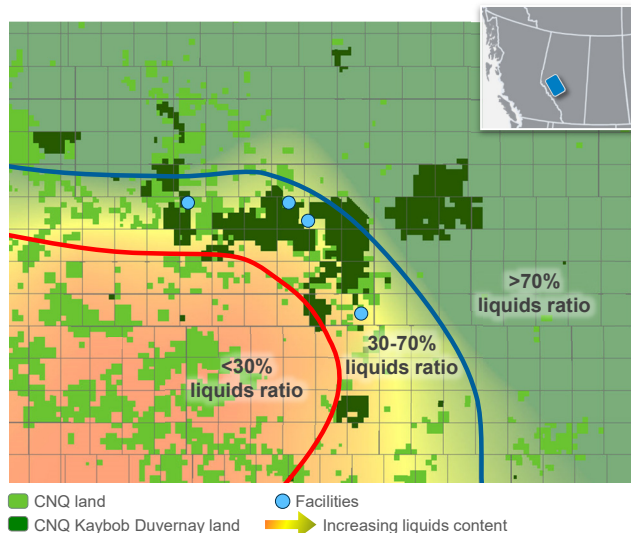 >70%
liquids ratio
30-70%
liquids ratio
<30%
liquids ratio
CNQ land
Facilities
CNQ Kaybob Duvernay land
Increasing liquids content